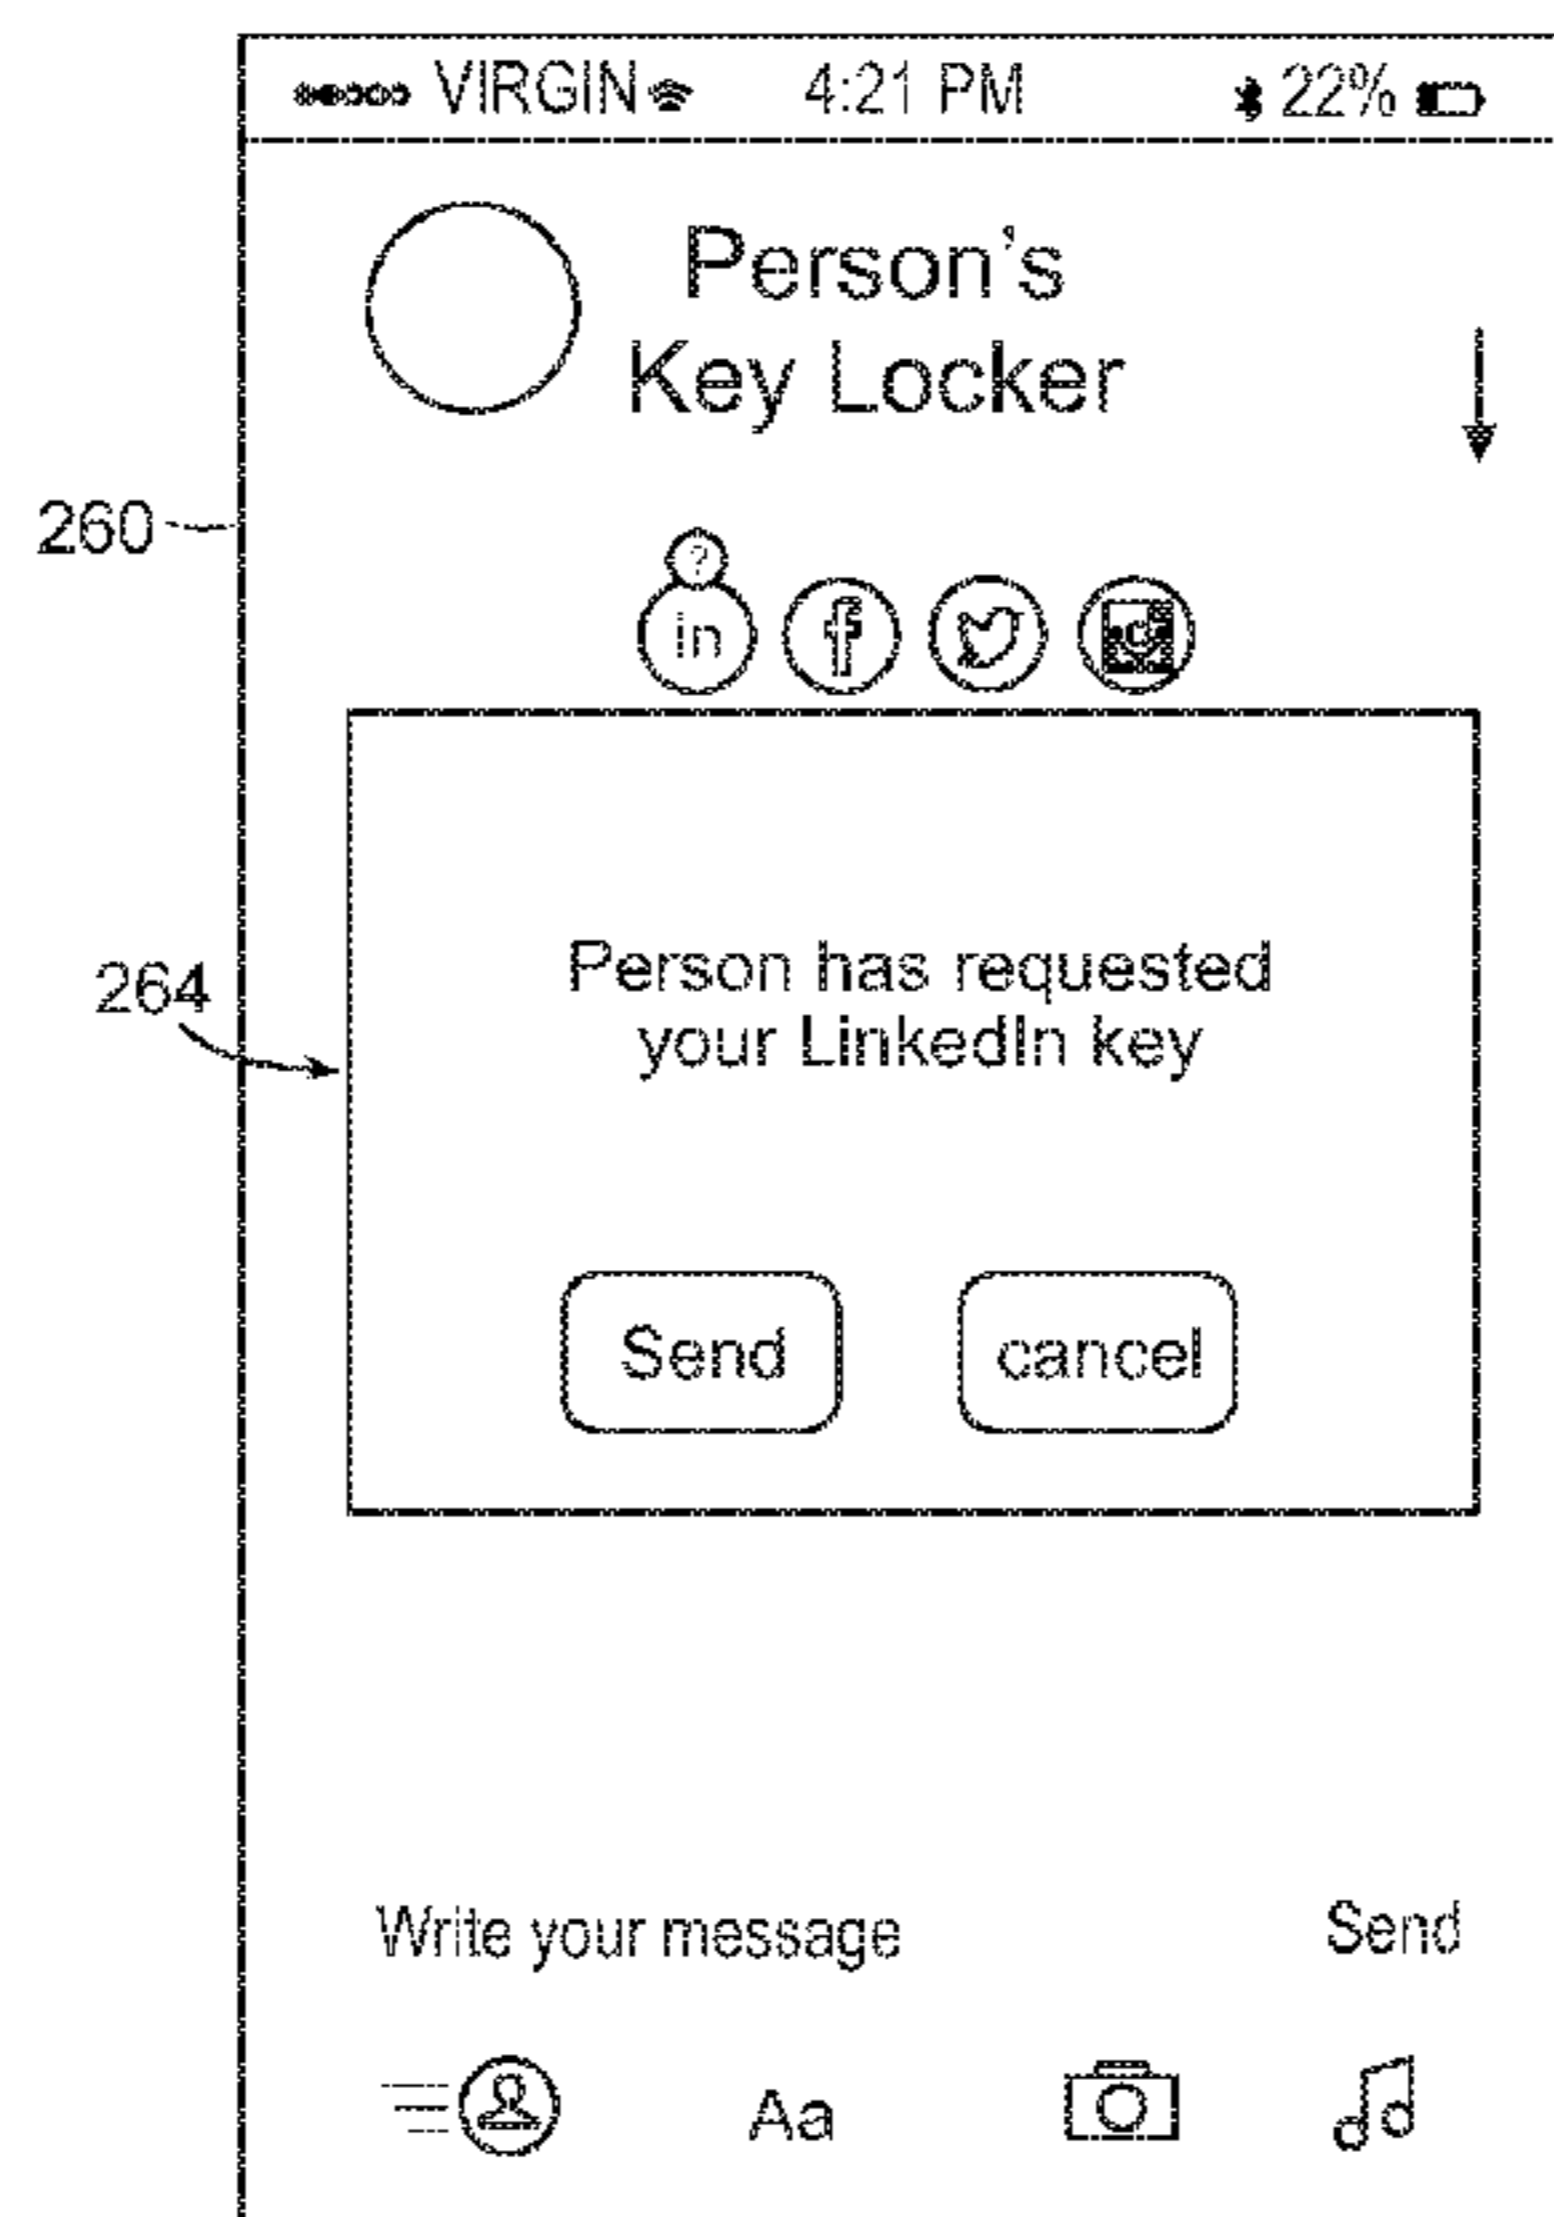 VIRGIN 4:21 PM 22%
Person's
Key Locker
260
?
in f
264
Person has requested
your LinkedIn key
Send cancel
Write your message Send
Aa